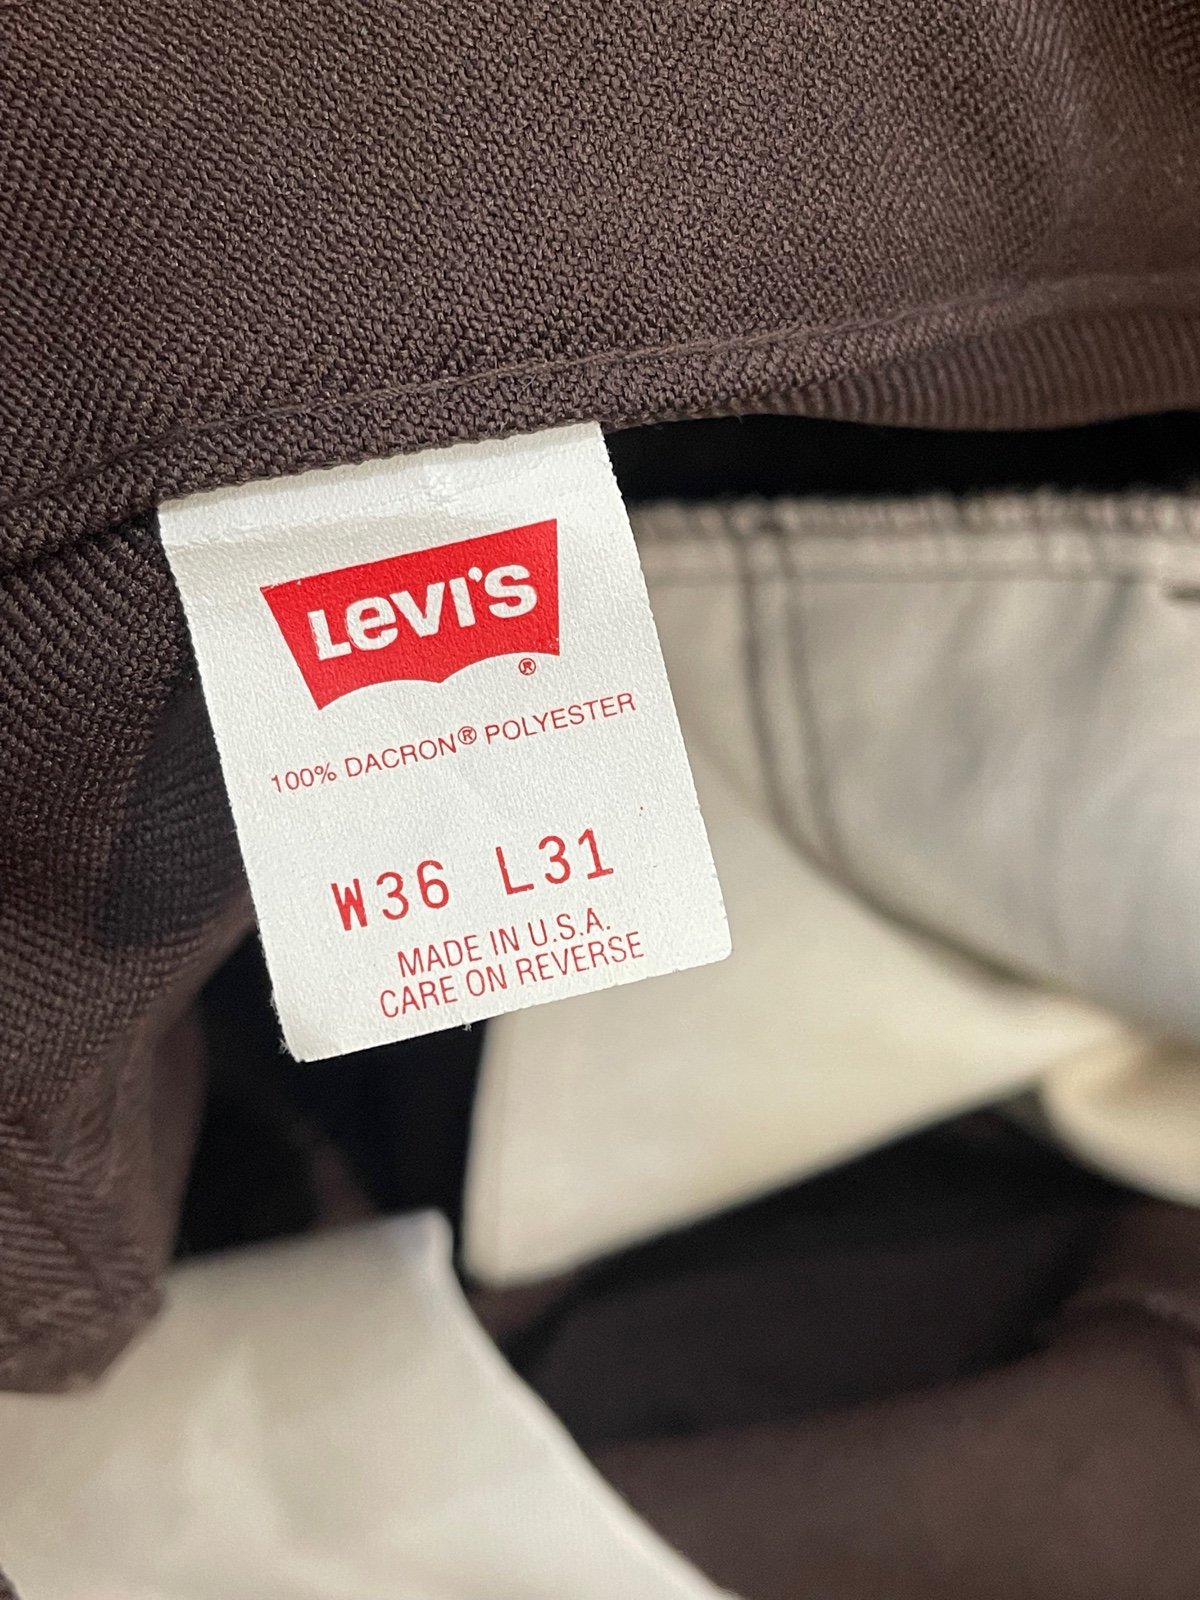 Levi's
®
100% DACRON® POLYESTER
W36 L31
MADE IN U.S.A.
CARE ON REVERSE